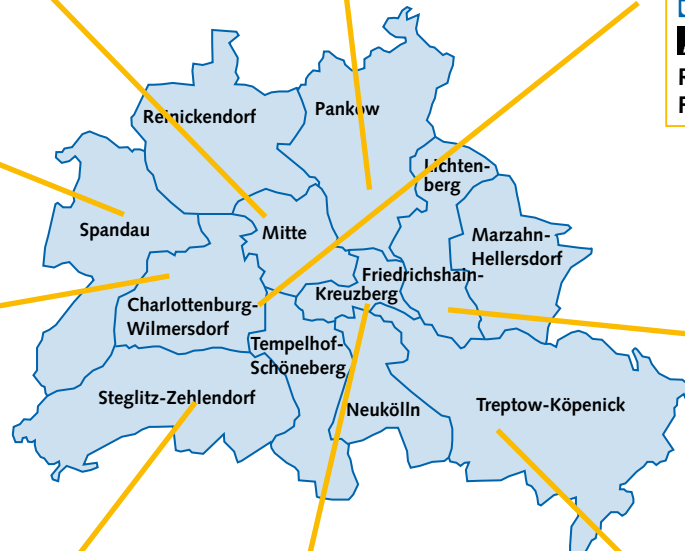 Reinickendorf
Pankow
Lichten-
berg
Spandau
Mitte
Marzahn-
Hellersdorf
Friedrichshain-
Kreuzberg
Charlottenburg-
Wilmersdorf
Tempelhof-
Schöneberg
Steglitz-Zehlendorf
Neukölln
Treptow-Köpenick